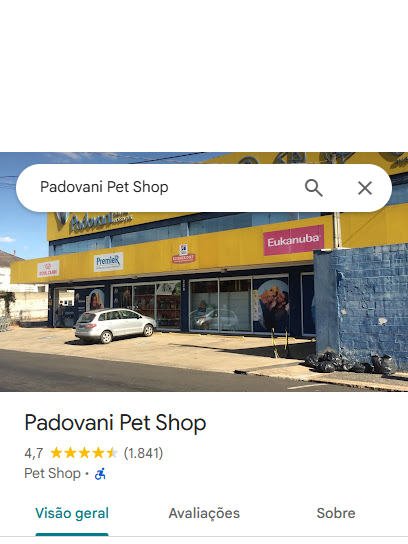 Padovani Pet Shop
Padovani
PremieR
Eukanuba
Padovani Pet Shop
4,7 (1.841)
Pet Shop ·
Visão geral
Avaliações
Sobre